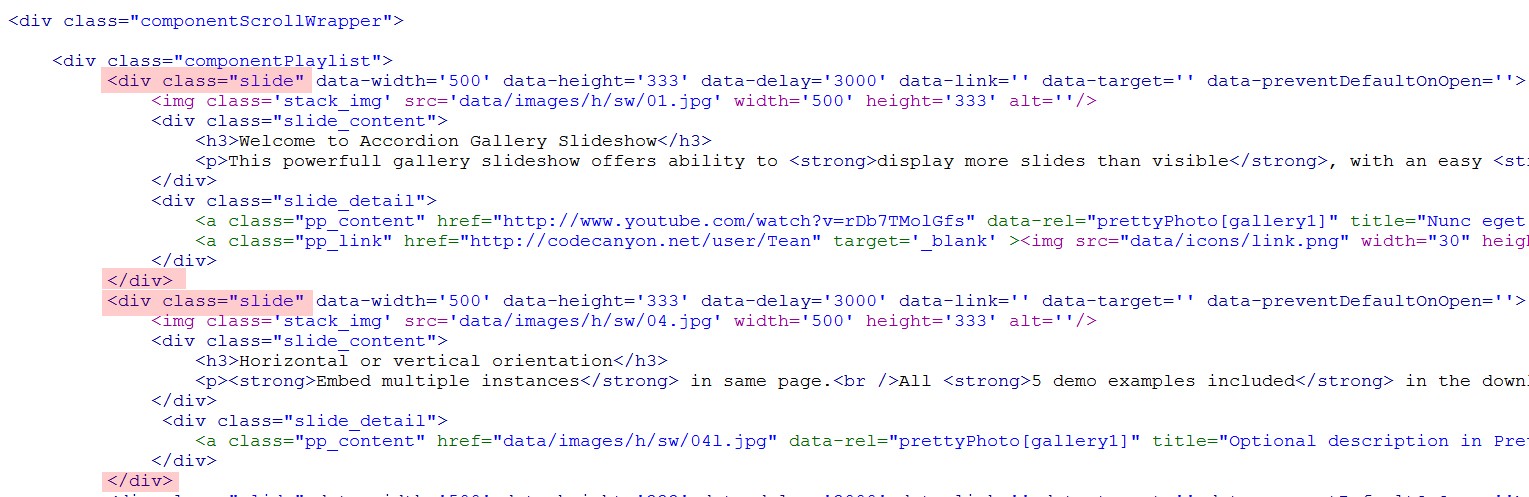 <div class="componentScrollWrapper">
<div class="componentPlaylist">
<div class="slide" data-width='500' data-height='333' data-delay='3000' data-link='' data-target='' data-preventDefaultOnOpen=''>
<img class='stack_img' src='data/images/h/sw/01.jpg' width='500' height='333' alt=''/>
<div class="slide_content">
<h3>Welcome to Accordion Gallery Slideshow</h3>
<p>This powerfull gallery slideshow offers ability to <strong>display more slides than visible</strong>, with an easy
</div>
<div class="slide_detail">
<a class="pp_content" href="http://www.youtube.com/watch?v=rDb7TMolGfs" data-rel="prettyPhoto[gallery1]" title="Nunc eget
<a class="pp_link" href="http://codecanyon.net/user/Tean" target='_blank' ><img src="data/icons/link.png" width="30"
</div>
</div>
<div class="slide" data-width='500' data-height='333' data-delay='3000' data-link='' data-target='' data-preventDefaultOnOpen=''>
<img class='stack_img' src='data/images/h/sw/04.jpg' width='500' height='333' alt=''/>
<div class="slide_content">
<h3>Horizontal or vertical orientation</h3>
<p><strong>Embed multiple instances</strong> in same page.<br />All <strong>5 demo examples included</strong> in the
</div>
<div class="slide_detail">
<a class="pp_content" href="data/images/h/sw/04l.jpg" data-rel="prettyPhoto[gallery1]" title="Optional description in
</div>
</div>